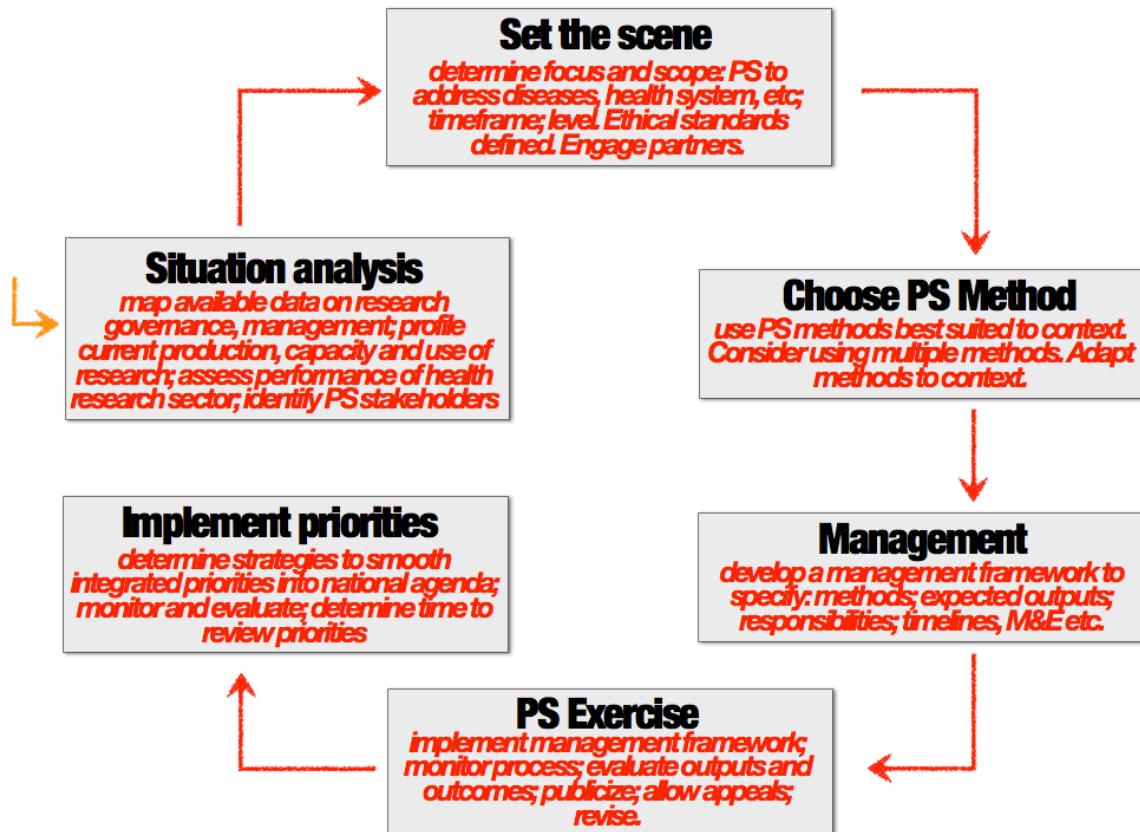 Set the scene
determine focus and scope: PS to
address diseases, health system, etc;
timeframe; level. Ethical standards
defined. Engage partners.
Situation analysis
map available data on research
governance, management; profile
current production, capacity and use of
research; assess performance of health
research sector; identify PS stakeholders
Choose PS Method
use PS methods best suited to context.
Consider using multiple methods. Adapt
methods to context.
Implement priorities
determine strategies to smooth
integrated priorities into national agenda;
monitor and evaluate; detemine time to
review priorities
Management
develop a management framework to
specify: methods; expected outputs;
responsibilities; timelines, M&E etc.
PS Exercise
implement management framework;
monitor process; evaluate outputs and
outcomes; publicize; allow appeals;
revise.